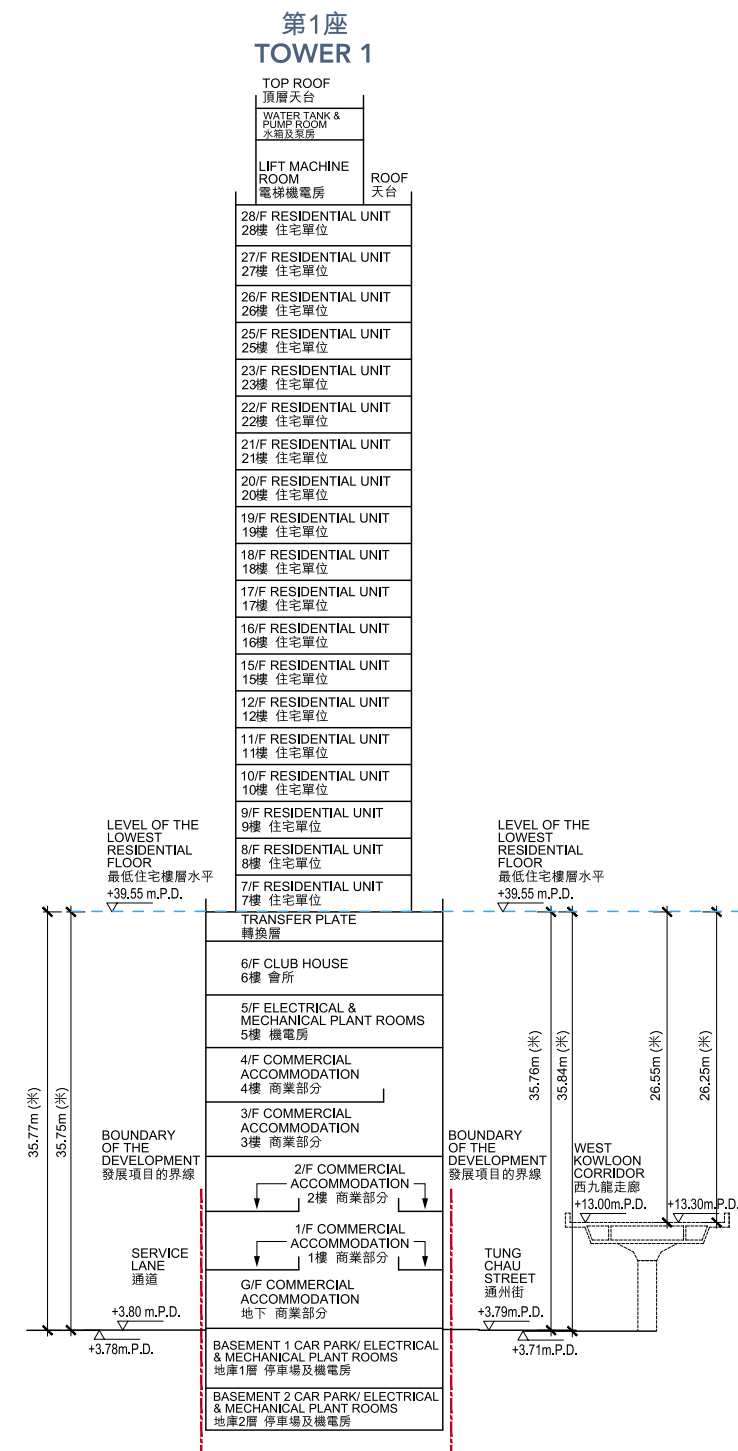 第1座
TOWER 1
TOP ROOF
頂層天台
WATER TANK &
PUMP ROOM
水箱及泵房
LIFT MACHINE
ROOM
電梯機電房
ROOF
天台
28/F RESIDENTIAL UNIT
28樓 住宅單位
27/F RESIDENTIAL UNIT
27樓 住宅單位
26/F RESIDENTIAL UNIT
26樓 住宅單位
25/F RESIDENTIAL UNIT
25樓 住宅單位
23/F RESIDENTIAL UNIT
23樓 住宅單位
22/F RESIDENTIAL UNIT
22樓 住宅單位
21/F RESIDENTIAL UNIT
21樓 住宅單位
20/F RESIDENTIAL UNIT
20樓 住宅單位
19/F RESIDENTIAL UNIT
19樓 住宅單位
18/F RESIDENTIAL UNIT
18樓 住宅單位
17/F RESIDENTIAL UNIT
17樓 住宅單位
16/F RESIDENTIAL UNIT
16樓 住宅單位
15/F RESIDENTIAL UNIT
15樓 住宅單位
12/F RESIDENTIAL UNIT
12樓 住宅單位
11/F RESIDENTIAL UNIT
11樓 住宅單位
10/F RESIDENTIAL UNIT
10樓 住宅單位
9/F RESIDENTIAL UNIT
9樓 住宅單位
8/F RESIDENTIAL UNIT
8樓 住宅單位
7/F RESIDENTIAL UNIT
7樓 住宅單位
LEVEL OF THE
LOWEST
RESIDENTIAL
FLOOR
最低住宅樓層水平
+39.55 m.P.D.
LEVEL OF THE
LOWEST
RESIDENTIAL
FLOOR
最低住宅樓層水平
+39.55 m.P.D.
TRANSFER PLATE
轉換層
6/F CLUB HOUSE
6樓 會所
5/F ELECTRICAL &
MECHANICAL PLANT ROOMS
5樓 機電房
4/F COMMERCIAL
ACCOMMODATION
4樓 商業部分
3/F COMMERCIAL
ACCOMMODATION
3樓 商業部分
2/F COMMERCIAL
ACCOMMODATION
2樓 商業部分
1/F COMMERCIAL
ACCOMMODATION
1樓 商業部分
G/F COMMERCIAL
ACCOMMODATION
地下 商業部分
BASEMENT 1 CAR PARK/ ELECTRICAL
& MECHANICAL PLANT ROOMS
地庫1層 停車場及機電房
BASEMENT 2 CAR PARK/ ELECTRICAL
& MECHANICAL PLANT ROOMS
地庫2層 停車場及機電房
35.77m (米)
35.75m (米)
35.76m (米)
35.84m (米)
26.55m (米)
26.25m (米)
BOUNDARY
OF THE
DEVELOPMENT
發展項目的界線
BOUNDARY
OF THE
DEVELOPMENT
發展項目的界線
WEST
KOWLOON
CORRIDOR
西九龍走廊
+13.00m.P.D.
+13.30m.P.D.
SERVICE
LANE
通道
+3.80 m.P.D.
+3.78m.P.D.
TUNG
CHAU
STREET
通州街
+3.79m.P.D.
+3.71m.P.D.